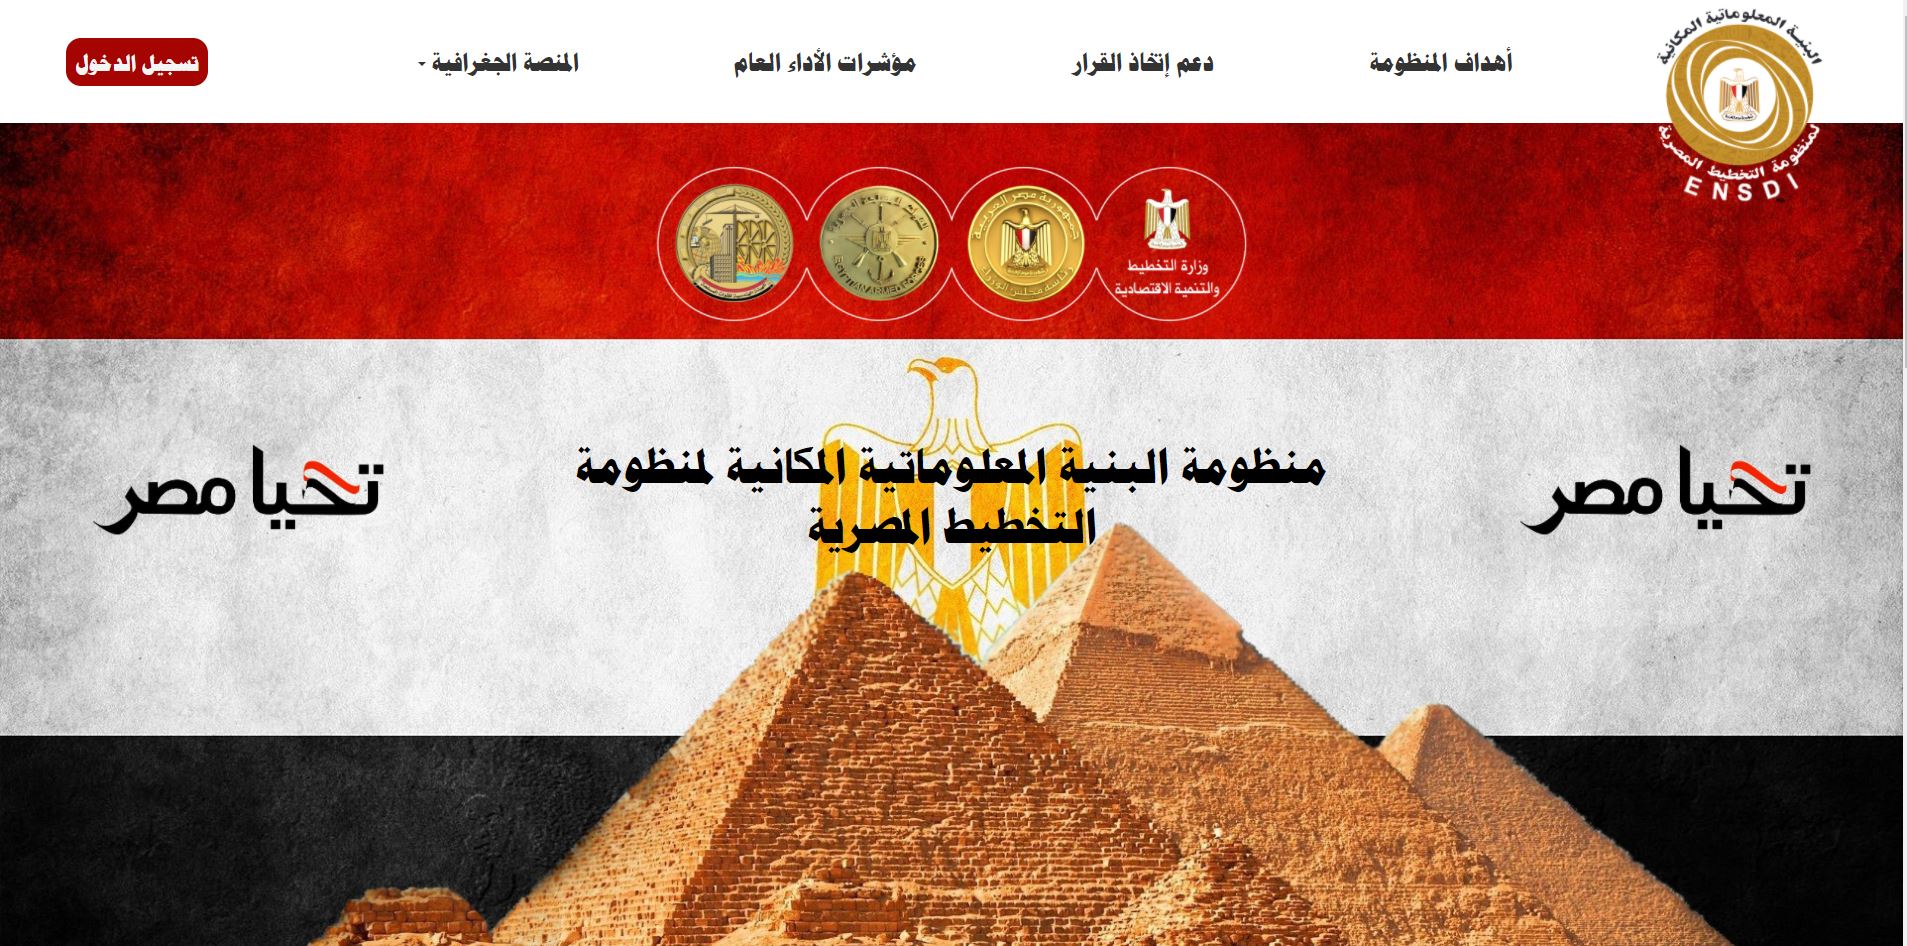 البنية المعلوماتية المكانية
لمنظومة التخطيط المصرية
ENSDI
أهداف المنظومة
دعم إتخاذ القرار
مؤشرات الأداء العام
المنصة الجغرافية
تسجيل الدخول
وزارة التخطيط
والتنمية الاقتصادية
جمهورية مصر العربية
رئاسة مجلس الوزراء
EGYPTIAN ARMED FORCES
تحيا مصر
منظومة البنية المعلوماتية المكانية لمنظومة
التخطيط المصرية
تحيا مصر